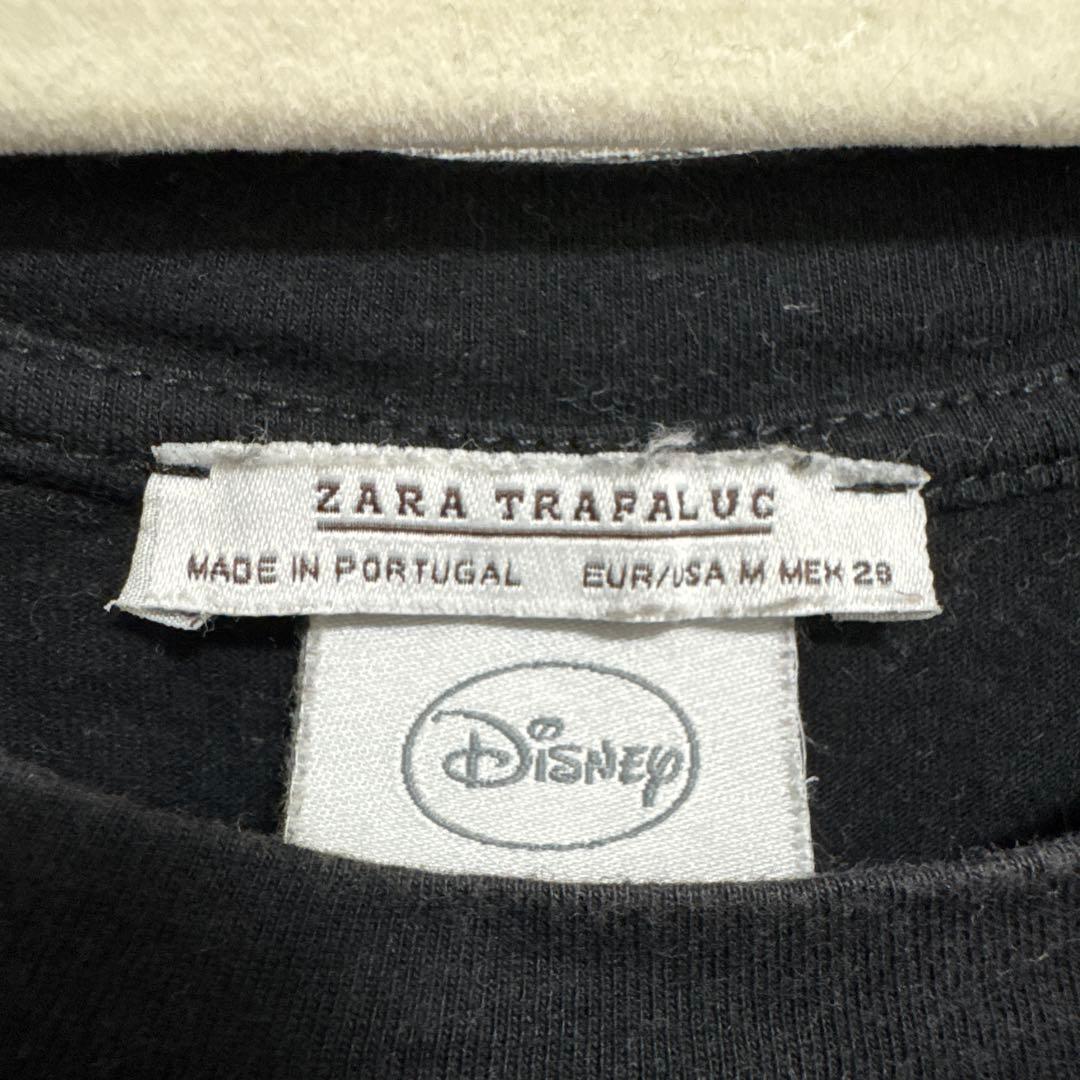 ZARA TRAFALUC
MADE IN PORTUGAL EUR/USA M MEX 28
Disney